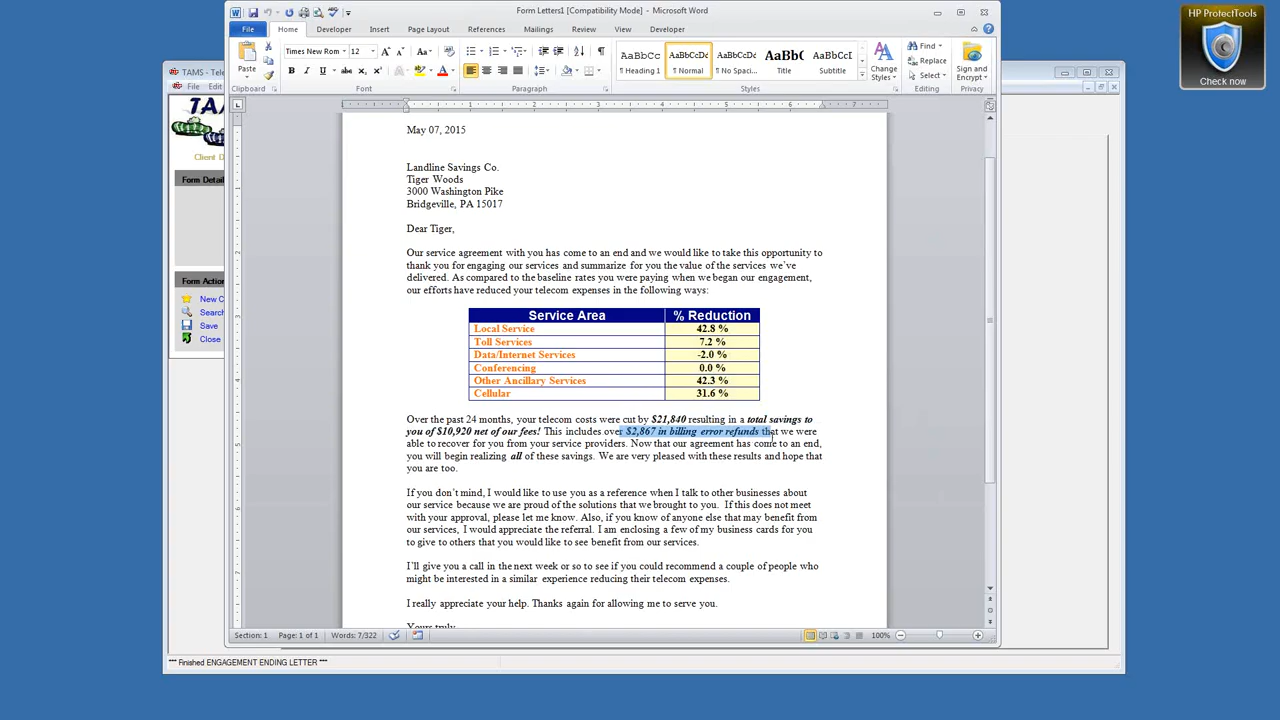 Form Letters1 [Compatibility Mode] - Microsoft Word
HP ProtectTools
Check now
File
Home
Developer
Insert
Page Layout
References
Mailings
Review
View
Developer
Paste
Clipboard
Times New Rom
12
Font
Paragraph
AaBbCc
AaBbCcDc
AaBbCcDc
AaBbC
AaBbCcI
¶ Heading 1
¶ Normal
¶ No Spaci...
Title
Subtitle
Styles
Change
Styles
Find
Replace
Select
Editing
Sign and
Encrypt
Privacy
TAMS - Tele
File
Edit
TAMS
Client D
Form Detai
Form Action
New C
Search
Save
Close
May 07, 2015
Landline Savings Co.
Tiger Woods
3000 Washington Pike
Bridgeville, PA 15017
Dear Tiger,
Our service agreement with you has come to an end and we would like to take this opportunity to
thank you for engaging our services and summarize for you the value of the services we've
delivered. As compared to the baseline rates you were paying when we began our engagement,
our efforts have reduced your telecom expenses in the following ways:
Service Area % Reduction
Local Service 42.8 %
Toll Services 7.2 %
Data/Internet Services -2.0 %
Conferencing 0.0 %
Other Ancillary Services 42.3 %
Cellular 31.6 %
Over the past 24 months, your telecom costs were cut by $21,840 resulting in a total savings to
you of $10,920 net of our fees! This includes over $2,867 in billing error refunds that we were
able to recover for you from your service providers. Now that our agreement has come to an end,
you will begin realizing all of these savings. We are very pleased with these results and hope that
you are too.
If you don't mind, I would like to use you as a reference when I talk to other businesses about
our service because we are proud of the solutions that we brought to you. If this does not meet
with your approval, please let me know. Also, if you know of anyone else that may benefit from
our services, I would appreciate the referral. I am enclosing a few of my business cards for you
to give to others that you would like to see benefit from our services.
I'll give you a call in the next week or so to see if you could recommend a couple of people who
might be interested in a similar experience reducing their telecom expenses.
I really appreciate your help. Thanks again for allowing me to serve you.
Yours truly
Section: 1
Page: 1 of 1
Words: 7/322
100%
*** Finished ENGAGEMENT ENDING LETTER ***